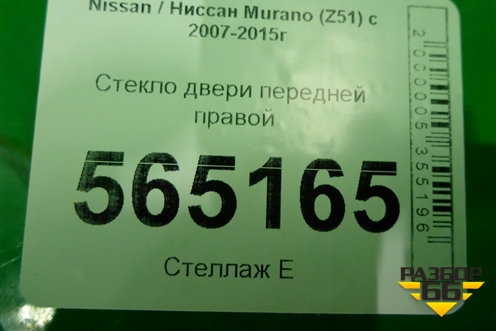 Nissan / Ниссан Murano (Z51) с
2007-2015г
Стекло двери передней
правой
565165
Стеллаж Е
2000005355196
РАЗБОР
66